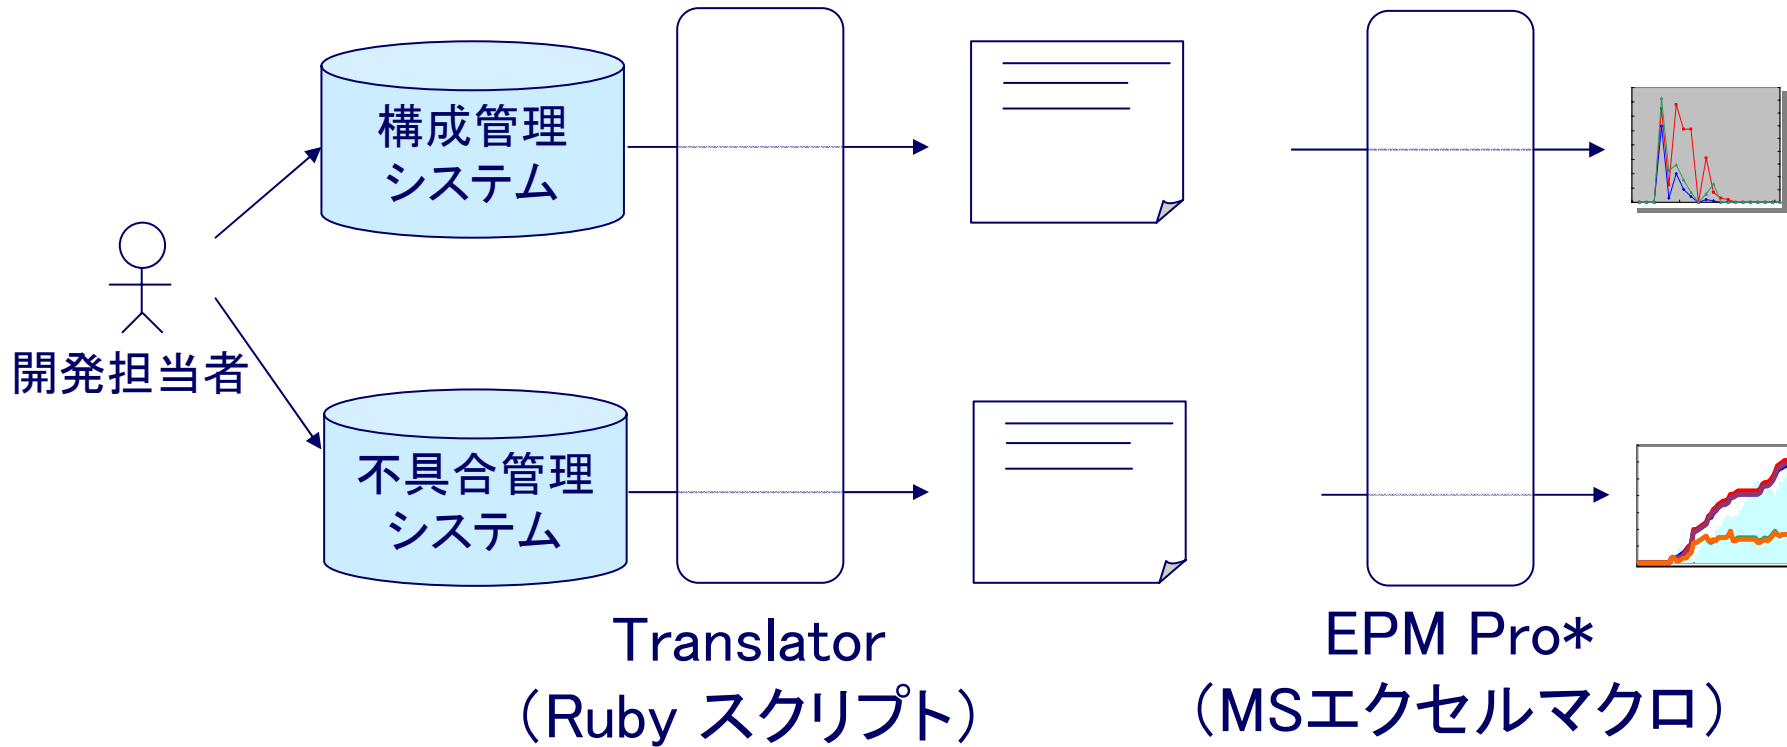 構成管理
システム
開発担当者
不具合管理
システム
Translator
（Ruby スクリプト）
EPM Pro*
（MSエクセルマクロ）